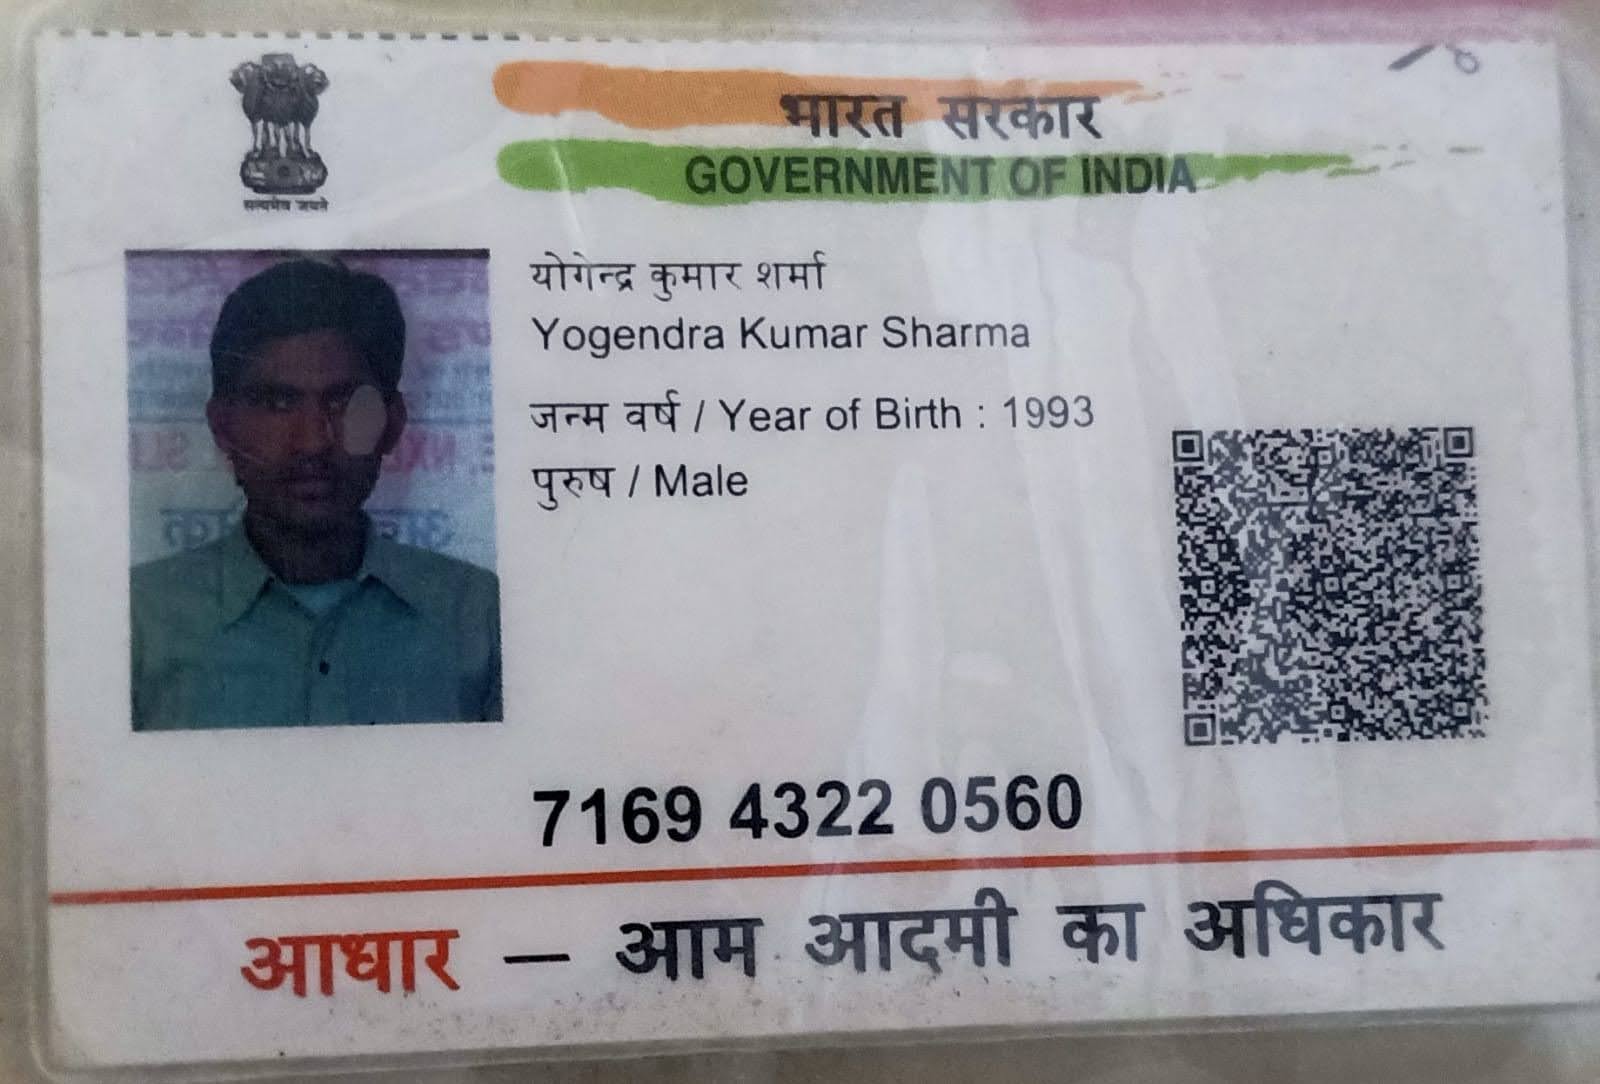 भारत सरकार
GOVERNMENT OF INDIA
सत्यमेव जयते
योगेन्द्र कुमार शर्मा
Yogendra Kumar Sharma
जन्म वर्ष / Year of Birth : 1993
पुरुष / Male
7169 4322 0560
आधार – आम आदमी का अधिकार